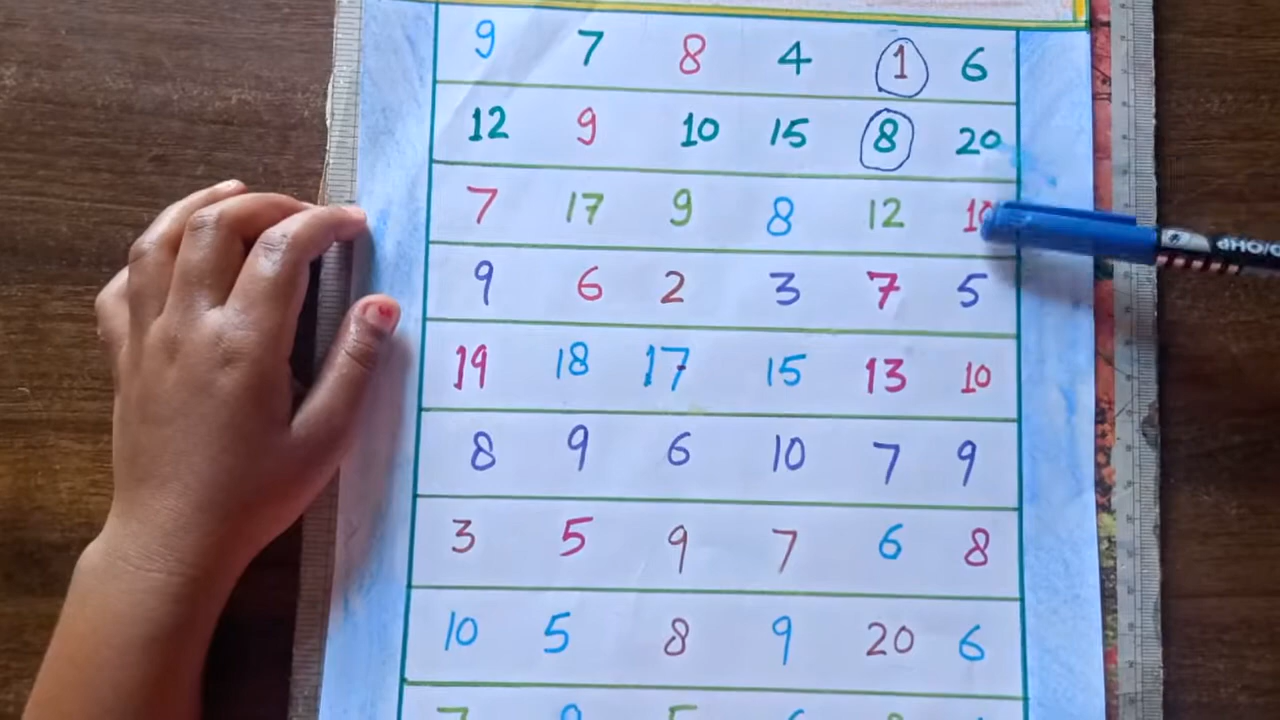 9 7 8 4 1 6
12 9 10 15 8 20
7 17 9 8 12 10
9 6 2 3 7 5
19 18 17 15 13 10
8 9 6 10 7 9
3 5 9 7 6 8
10 5 8 9 20 6